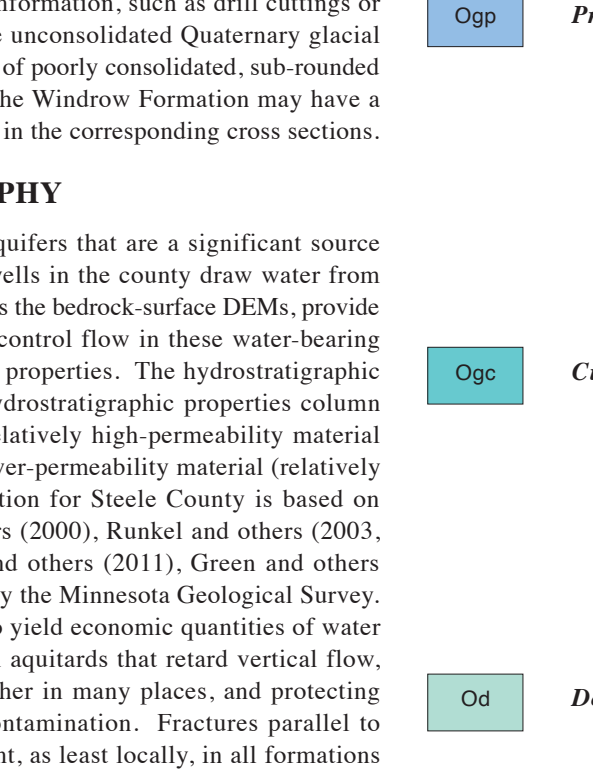 nformation, such as drill cuttings or
e unconsolidated Quaternary glacial
of poorly consolidated, sub-rounded
he Windrow Formation may have a
in the corresponding cross sections.
PHY
quifers that are a significant source
wells in the county draw water from
s the bedrock-surface DEMs, provide
control flow in these water-bearing
properties. The hydrostratigraphic
ydrostratigraphic properties column
elatively high-permeability material
wer-permeability material (relatively
tion for Steele County is based on
rs (2000), Runkel and others (2003,
nd others (2011), Green and others
y the Minnesota Geological Survey.
o yield economic quantities of water
aquitards that retard vertical flow,
ther in many places, and protecting
ontamination. Fractures parallel to
nt, as least locally, in all formations
Ogp
Pr
Ogc
Cu
Od
De